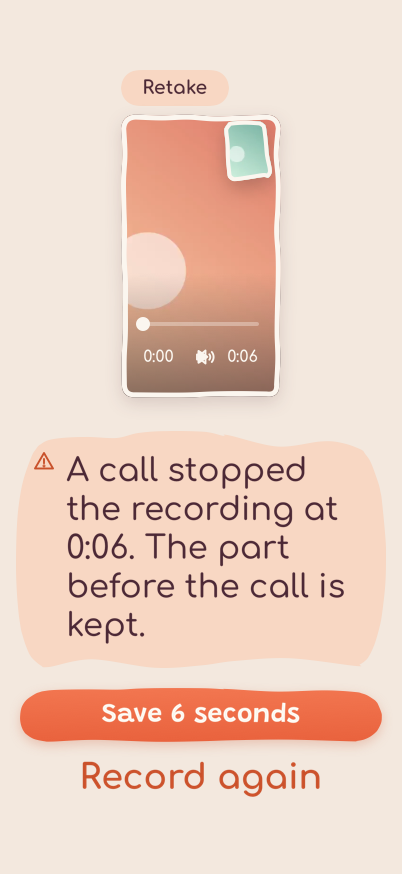 Retake
0:00 0:06
A call stopped
the recording at
0:06. The part
before the call is
kept.
Save 6 seconds
Record again